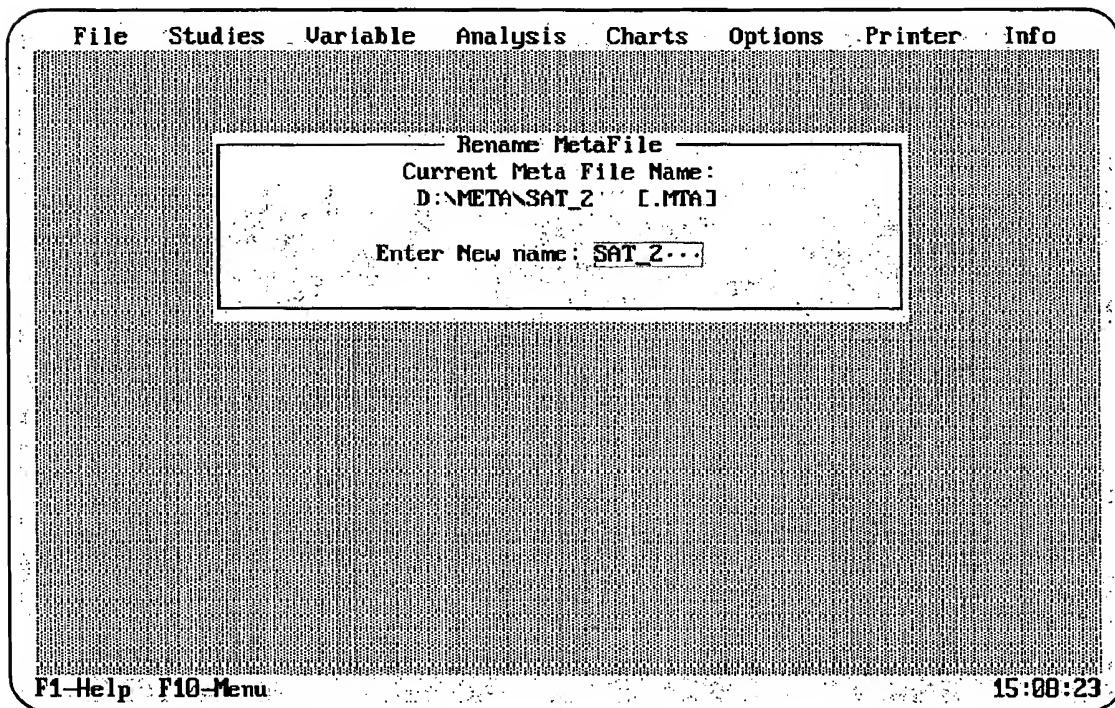 File Studies Variable Analysis Charts Options Printer Info
Rename MetaFile
Current Meta File Name:
D:\META\SAT_2 [.MTA]
Enter New name: SAT_2···
F1-Help F10-Menu 15:08:23